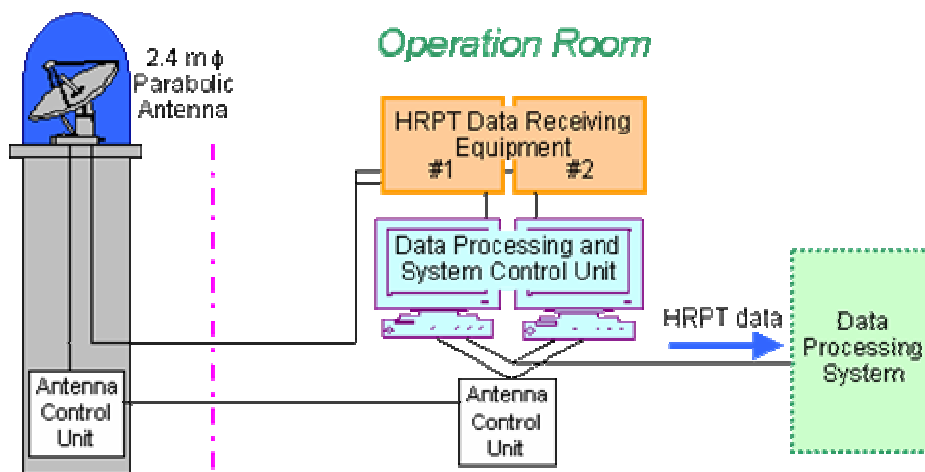 Operation Room
2.4 m φ
Parabolic
Antenna
HRPT Data Receiving
Equipment
#1 #2
Data Processing and
System Control Unit
HRPT data
Data
Processing
System
Antenna
Control
Unit
Antenna
Control
Unit